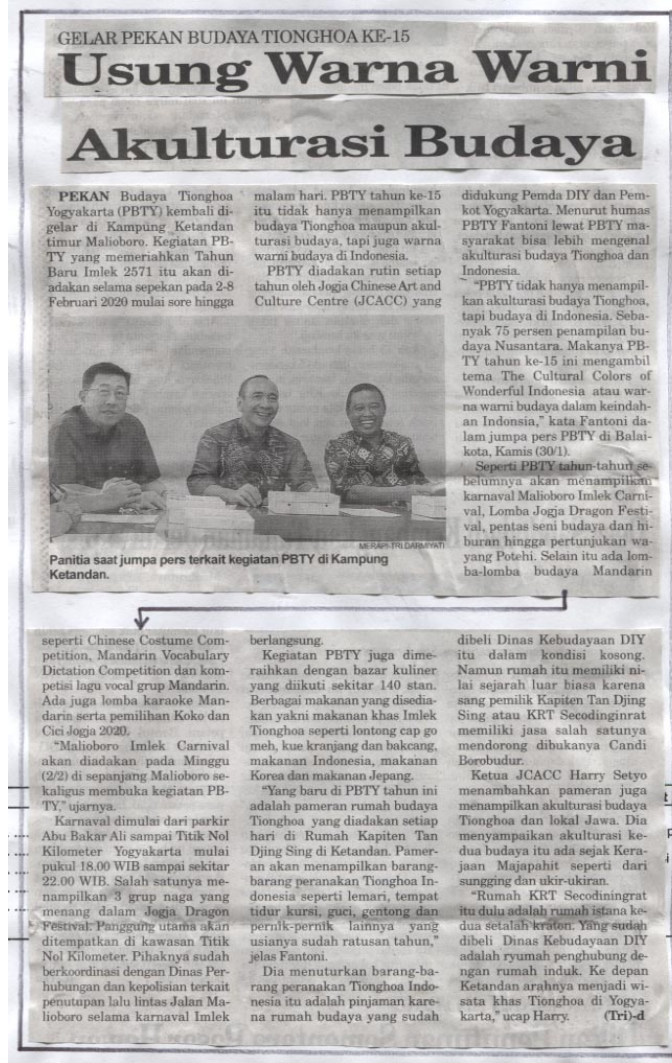 GELAR PEKAN BUDAYA TIONGHOA KE-15
Usung Warna Warni
Akulturasi Budaya
PEKAN Budaya Tionghoa
Yogyakarta (PBTY) kembali di-
gelar di Kampung Ketandan
timur Malioboro. Kegiatan PB-
TY yang memeriahkan Tahun
Baru Imlek 2571 itu akan di-
adakan selama sepekan pada 2-8
Februari 2020 mulai sore hingga
malam hari. PBTY tahun ke-15
itu tidak hanya menampilkan
budaya Tionghoa maupun akul-
turasi budaya, tapi juga warna
warni budaya di Indonesia.
PBTY diadakan rutin setiap
tahun oleh Jogja Chinese Art and
Culture Centre (JCACC) yang
didukung Pemda DIY dan Pem-
kot Yogyakarta. Menurut humas
PBTY Fantoni lewat PBTY ma-
syarakat bisa lebih mengenal
akulturasi budaya Tionghoa dan
Indonesia.
"PBTY tidak hanya menampil-
kan akulturasi budaya Tionghoa,
tapi budaya di Indonesia. Seba-
nyak 75 persen penampilan bu-
daya Nusantara. Makanya PB-
TY tahun ke-15 ini mengambil
tema The Cultural Colors of
Wonderful Indonesia atau war-
na warni budaya dalam keindah-
an Indonsia," kata Fantoni da-
lam jumpa pers PBTY di Balai-
kota, Kamis (30/1).
Seperti PBTY tahun-tahun se-
belumnya akan menampilkan
karnaval Malioboro Imlek Carni-
val, Lomba Jogja Dragon Festi-
val, pentas seni budaya dan hi-
buran hingga pertunjukan wa-
yang Potehi. Selain itu ada lom-
ba-lomba budaya Mandarin
MERAPI-TRI DARMIYATI
Panitia saat jumpa pers terkait kegiatan PBTY di Kampung
Ketandan.
seperti Chinese Costume Com-
petition, Mandarin Vocabulary
Dictation Competition dan kom-
petisi lagu vocal grup Mandarin.
Ada juga lomba karaoke Man-
darin serta pemilihan Koko dan
Cici Jogja 2020.
"Malioboro Imlek Carnival
akan diadakan pada Minggu
(2/2) di sepanjang Malioboro se-
kaligus membuka kegiatan PB-
TY," ujarnya.
Karnaval dimulai dari parkir
Abu Bakar Ali sampai Titik Nol
Kilometer Yogyakarta mulai
pukul 18.00 WIB sampai sekitar
22.00 WIB. Salah satunya me-
nampilkan 3 grup naga yang
menang dalam Jogja Dragon
Festival. Panggung utama akan
ditempatkan di kawasan Titik
Nol Kilometer. Pihaknya sudah
berkoordinasi dengan Dinas Per-
hubungan dan kepolisian terkait
penutupan lalu lintas Jalan Ma-
lioboro selama karnaval Imlek
berlangsung.
Kegiatan PBTY juga dime-
raihkan dengan bazar kuliner
yang diikuti sekitar 140 stan.
Berbagai makanan yang disedia-
kan yakni makanan khas Imlek
Tionghoa seperti lontong cap go
meh, kue kranjang dan bakcang,
makanan Indonesia, makanan
Korea dan makanan Jepang.
"Yang baru di PBTY tahun ini
adalah pameran rumah budaya
Tionghoa yang diadakan setiap
hari di Rumah Kapiten Tan
Djing Sing di Ketandan. Pamer-
an akan menampilkan barang-
barang peranakan Tionghoa In-
donesia seperti lemari, tempat
tidur kursi, guci, gentong dan
pernik-pernik lainnya yang
usianya sudah ratusan tahun,"
jelas Fantoni.
Dia menuturkan barang-ba-
rang peranakan Tionghoa Indo-
nesia itu adalah pinjaman kare-
na rumah budaya yang sudah
dibeli Dinas Kebudayaan DIY
itu dalam kondisi kosong.
Namun rumah itu memiliki ni-
lai sejarah luar biasa karena
sang pemilik Kapiten Tan Djing
Sing atau KRT Secodinginrat
memiliki jasa salah satunya
mendorong dibukanya Candi
Borobudur.
Ketua JCACC Harry Setyo
menambahkan pameran juga
menampilkan akulturasi budaya
Tionghoa dan lokal Jawa. Dia
menyampaikan akulturasi ke-
dua budaya itu ada sejak Kera-
jaan Majapahit seperti dari
sungging dan ukir-ukiran.
"Rumah KRT Secodiningrat
itu dulu adalah rumah istana ke-
dua setalah kraton. Yang sudah
dibeli Dinas Kebudayaan DIY
adalah ryumah penghubung de-
ngan rumah induk. Ke depan
Ketandan arahnya menjadi wi-
sata khas Tionghoa di Yogya-
karta," ucap Harry. (Tri)-d